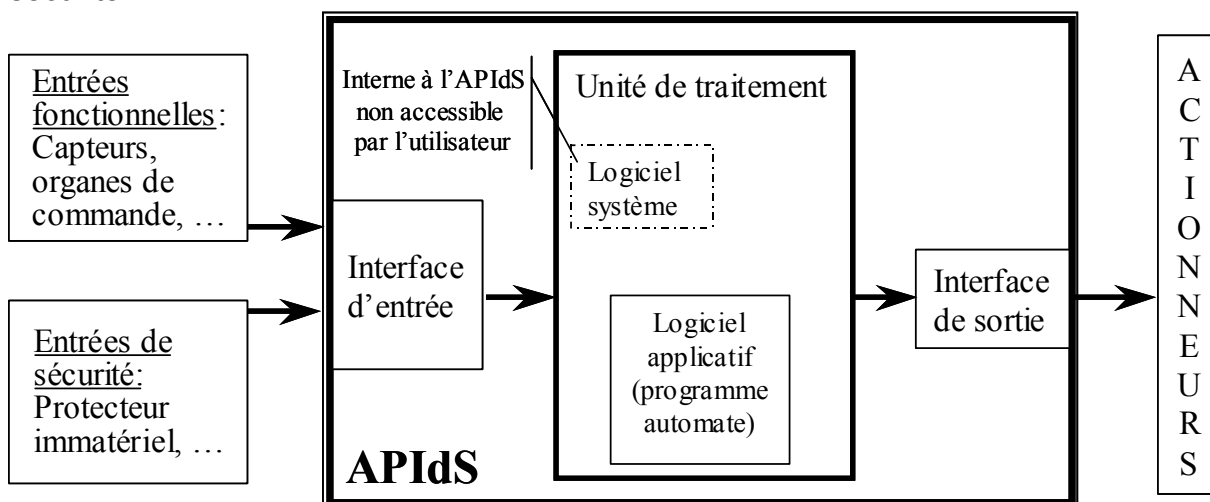 Entrées
fonctionnelles:
Capteurs,
organes de
commande, …
Entrées de
sécurité:
Protecteur
immatériel, …
Interne à l’APIdS
non accessible
par l’utilisateur
Interface
d’entrée
Unité de traitement
Logiciel
système
Logiciel
applicatif
(programme
automate)
APIdS
Interface
de sortie
A
C
T
I
O
N
N
E
U
R
S